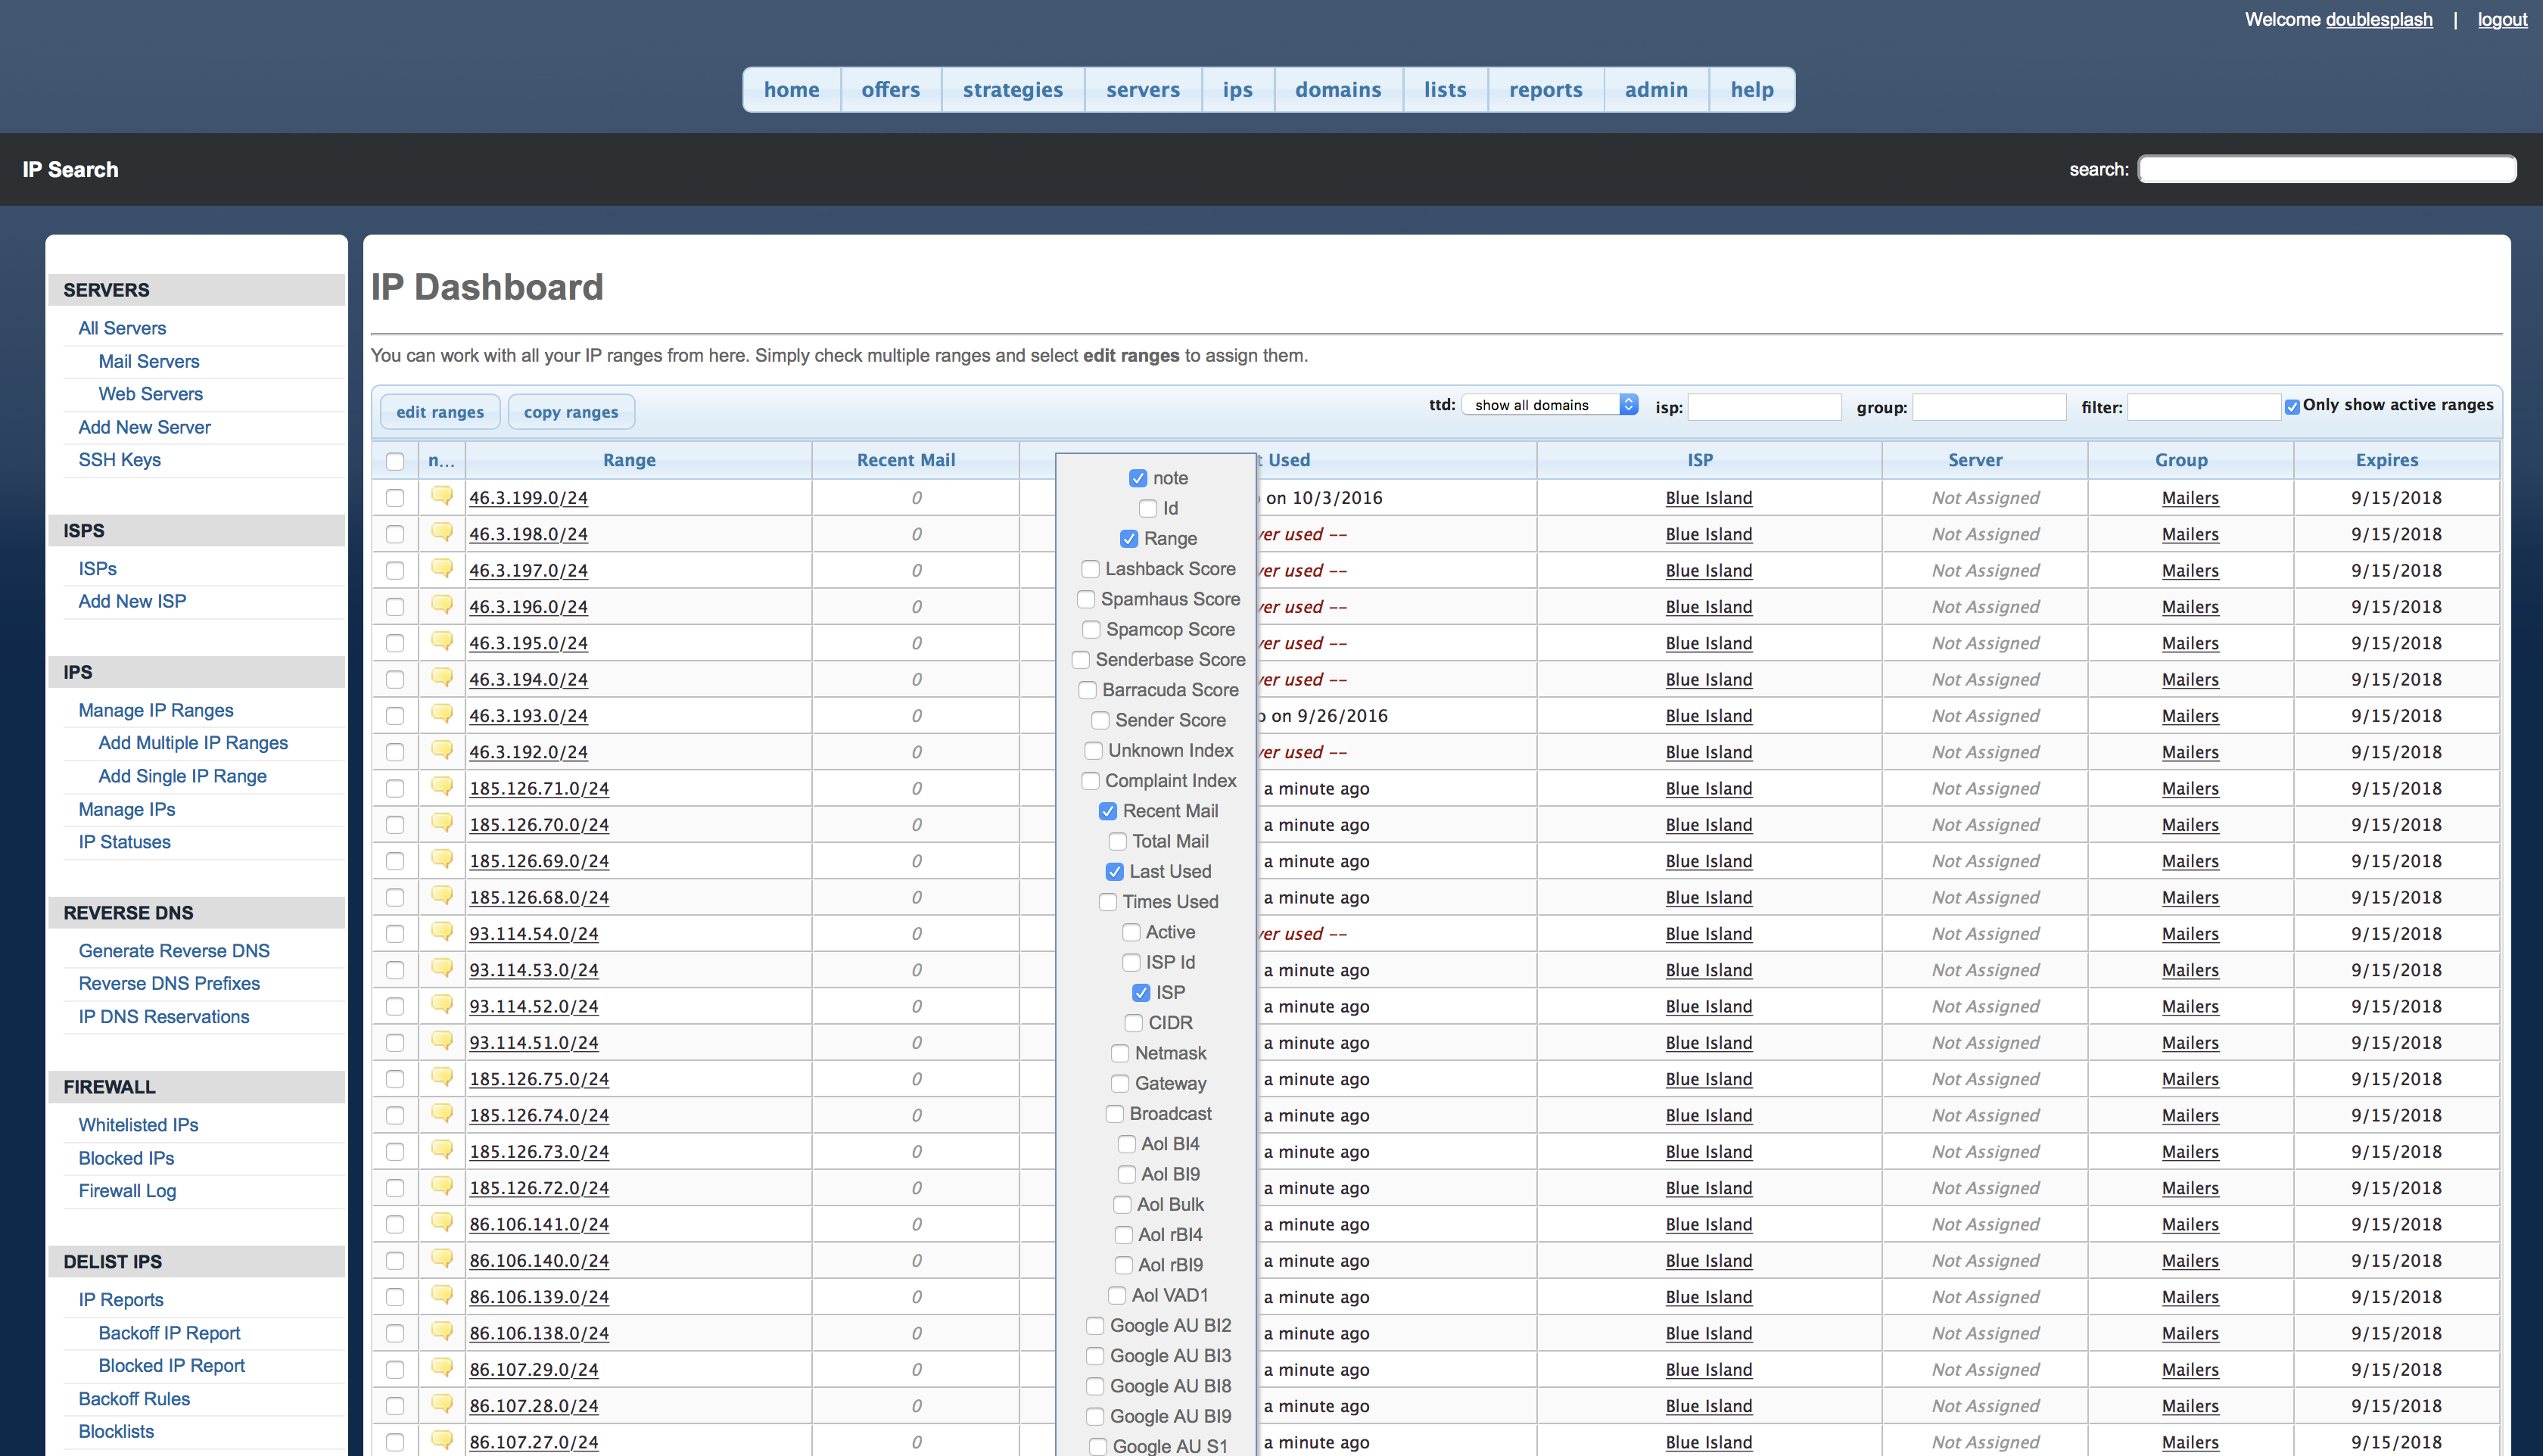 Welcome doublesplash | logout
home offers strategies servers ips domains lists reports admin help
IP Search
search:
SERVERS
All Servers
Mail Servers
Web Servers
Add New Server
SSH Keys
ISPS
ISPs
Add New ISP
IPS
Manage IP Ranges
Add Multiple IP Ranges
Add Single IP Range
Manage IPs
IP Statuses
REVERSE DNS
Generate Reverse DNS
Reverse DNS Prefixes
IP DNS Reservations
FIREWALL
Whitelisted IPs
Blocked IPs
Firewall Log
DELIST IPS
IP Reports
Backoff IP Report
Blocked IP Report
Backoff Rules
Blocklists
IP Dashboard
You can work with all your IP ranges from here. Simply check multiple ranges and select edit ranges to assign them.
edit ranges copy ranges ttd: show all domains isp: group: filter: Only show active ranges
n... Range Recent Mail Used ISP Server Group Expires
46.3.199.0/24 0 on 10/3/2016 Blue Island Not Assigned Mailers 9/15/2018
46.3.198.0/24 0 ver used -- Blue Island Not Assigned Mailers 9/15/2018
46.3.197.0/24 0 ver used -- Blue Island Not Assigned Mailers 9/15/2018
46.3.196.0/24 0 ver used -- Blue Island Not Assigned Mailers 9/15/2018
46.3.195.0/24 0 ver used -- Blue Island Not Assigned Mailers 9/15/2018
46.3.194.0/24 0 ver used -- Blue Island Not Assigned Mailers 9/15/2018
46.3.193.0/24 0 on 9/26/2016 Blue Island Not Assigned Mailers 9/15/2018
46.3.192.0/24 0 ver used -- Blue Island Not Assigned Mailers 9/15/2018
185.126.71.0/24 0 a minute ago Blue Island Not Assigned Mailers 9/15/2018
185.126.70.0/24 0 a minute ago Blue Island Not Assigned Mailers 9/15/2018
185.126.69.0/24 0 a minute ago Blue Island Not Assigned Mailers 9/15/2018
185.126.68.0/24 0 a minute ago Blue Island Not Assigned Mailers 9/15/2018
93.114.54.0/24 0 ver used -- Blue Island Not Assigned Mailers 9/15/2018
93.114.53.0/24 0 a minute ago Blue Island Not Assigned Mailers 9/15/2018
93.114.52.0/24 0 a minute ago Blue Island Not Assigned Mailers 9/15/2018
93.114.51.0/24 0 a minute ago Blue Island Not Assigned Mailers 9/15/2018
185.126.75.0/24 0 a minute ago Blue Island Not Assigned Mailers 9/15/2018
185.126.74.0/24 0 a minute ago Blue Island Not Assigned Mailers 9/15/2018
185.126.73.0/24 0 a minute ago Blue Island Not Assigned Mailers 9/15/2018
185.126.72.0/24 0 a minute ago Blue Island Not Assigned Mailers 9/15/2018
86.106.141.0/24 0 a minute ago Blue Island Not Assigned Mailers 9/15/2018
86.106.140.0/24 0 a minute ago Blue Island Not Assigned Mailers 9/15/2018
86.106.139.0/24 0 a minute ago Blue Island Not Assigned Mailers 9/15/2018
86.106.138.0/24 0 a minute ago Blue Island Not Assigned Mailers 9/15/2018
86.107.29.0/24 0 a minute ago Blue Island Not Assigned Mailers 9/15/2018
86.107.28.0/24 0 a minute ago Blue Island Not Assigned Mailers 9/15/2018
86.107.27.0/24 0 a minute ago Blue Island Not Assigned Mailers 9/15/2018
note
Id
Range
Lashback Score
Spamhaus Score
Spamcop Score
Senderbase Score
Barracuda Score
Sender Score
Unknown Index
Complaint Index
Recent Mail
Total Mail
Last Used
Times Used
Active
ISP Id
ISP
CIDR
Netmask
Gateway
Broadcast
Aol BI4
Aol BI9
Aol Bulk
Aol rBI4
Aol rBI9
Aol VAD1
Google AU BI2
Google AU BI3
Google AU BI8
Google AU BI9
Google AU S1